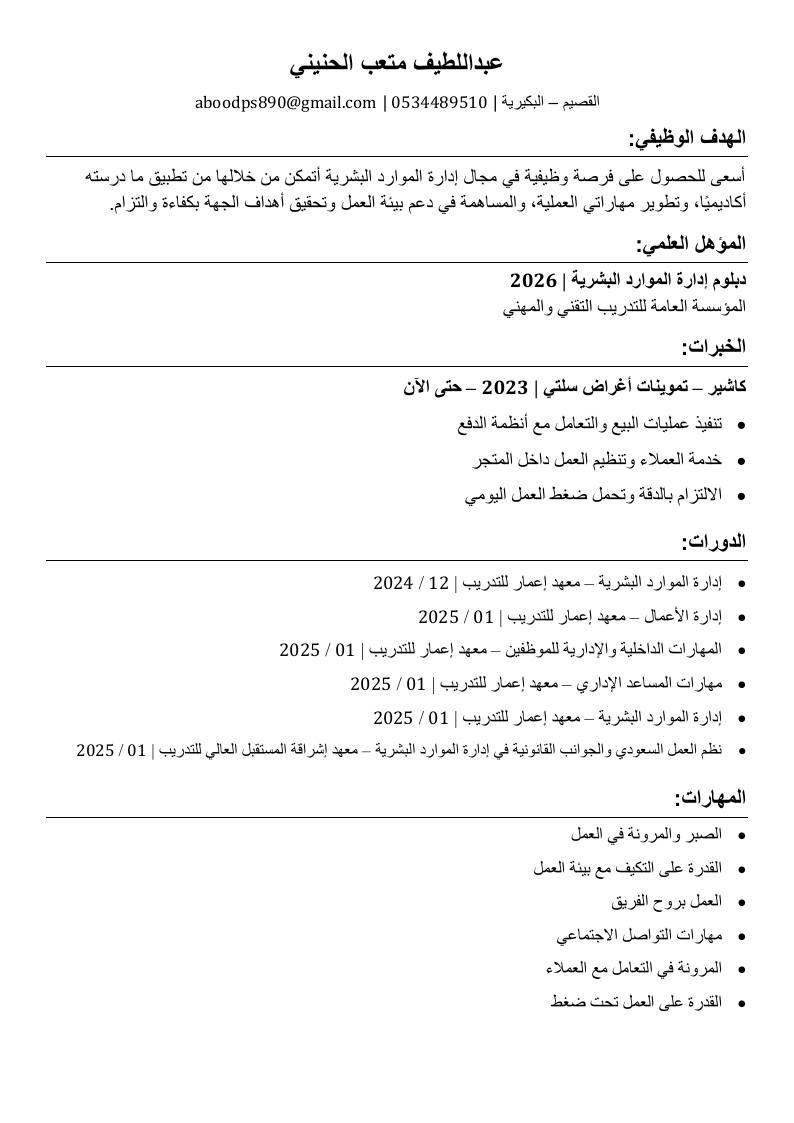 عبداللطيف متعب الحنيني
القصيم – البكيرية | 0534489510 | aboodps890@gmail.com
الهدف الوظيفي:
أسعى للحصول على فرصة وظيفية في مجال إدارة الموارد البشرية أتمكن من خلالها من تطبيق ما درسته
أكاديميًا، وتطوير مهاراتي العملية، والمساهمة في دعم بيئة العمل وتحقيق أهداف الجهة بكفاءة والتزام.
المؤهل العلمي:
دبلوم إدارة الموارد البشرية | 2026
المؤسسة العامة للتدريب التقني والمهني
الخبرات:
كاشير – تموينات أغراض سلتي | 2023 – حتى الآن
• تنفيذ عمليات البيع والتعامل مع أنظمة الدفع
• خدمة العملاء وتنظيم العمل داخل المتجر
• الالتزام بالدقة وتحمل ضغط العمل اليومي
الدورات:
• إدارة الموارد البشرية – معهد إعمار للتدريب | 12 / 2024
• إدارة الأعمال – معهد إعمار للتدريب | 01 / 2025
• المهارات الداخلية والإدارية للموظفين – معهد إعمار للتدريب | 01 / 2025
• مهارات المساعد الإداري – معهد إعمار للتدريب | 01 / 2025
• إدارة الموارد البشرية – معهد إعمار للتدريب | 01 / 2025
• نظم العمل السعودي والجوانب القانونية في إدارة الموارد البشرية – معهد إشراقة المستقبل العالي للتدريب | 01 / 2025
المهارات:
• الصبر والمرونة في العمل
• القدرة على التكيف مع بيئة العمل
• العمل بروح الفريق
• مهارات التواصل الاجتماعي
• المرونة في التعامل مع العملاء
• القدرة على العمل تحت ضغط